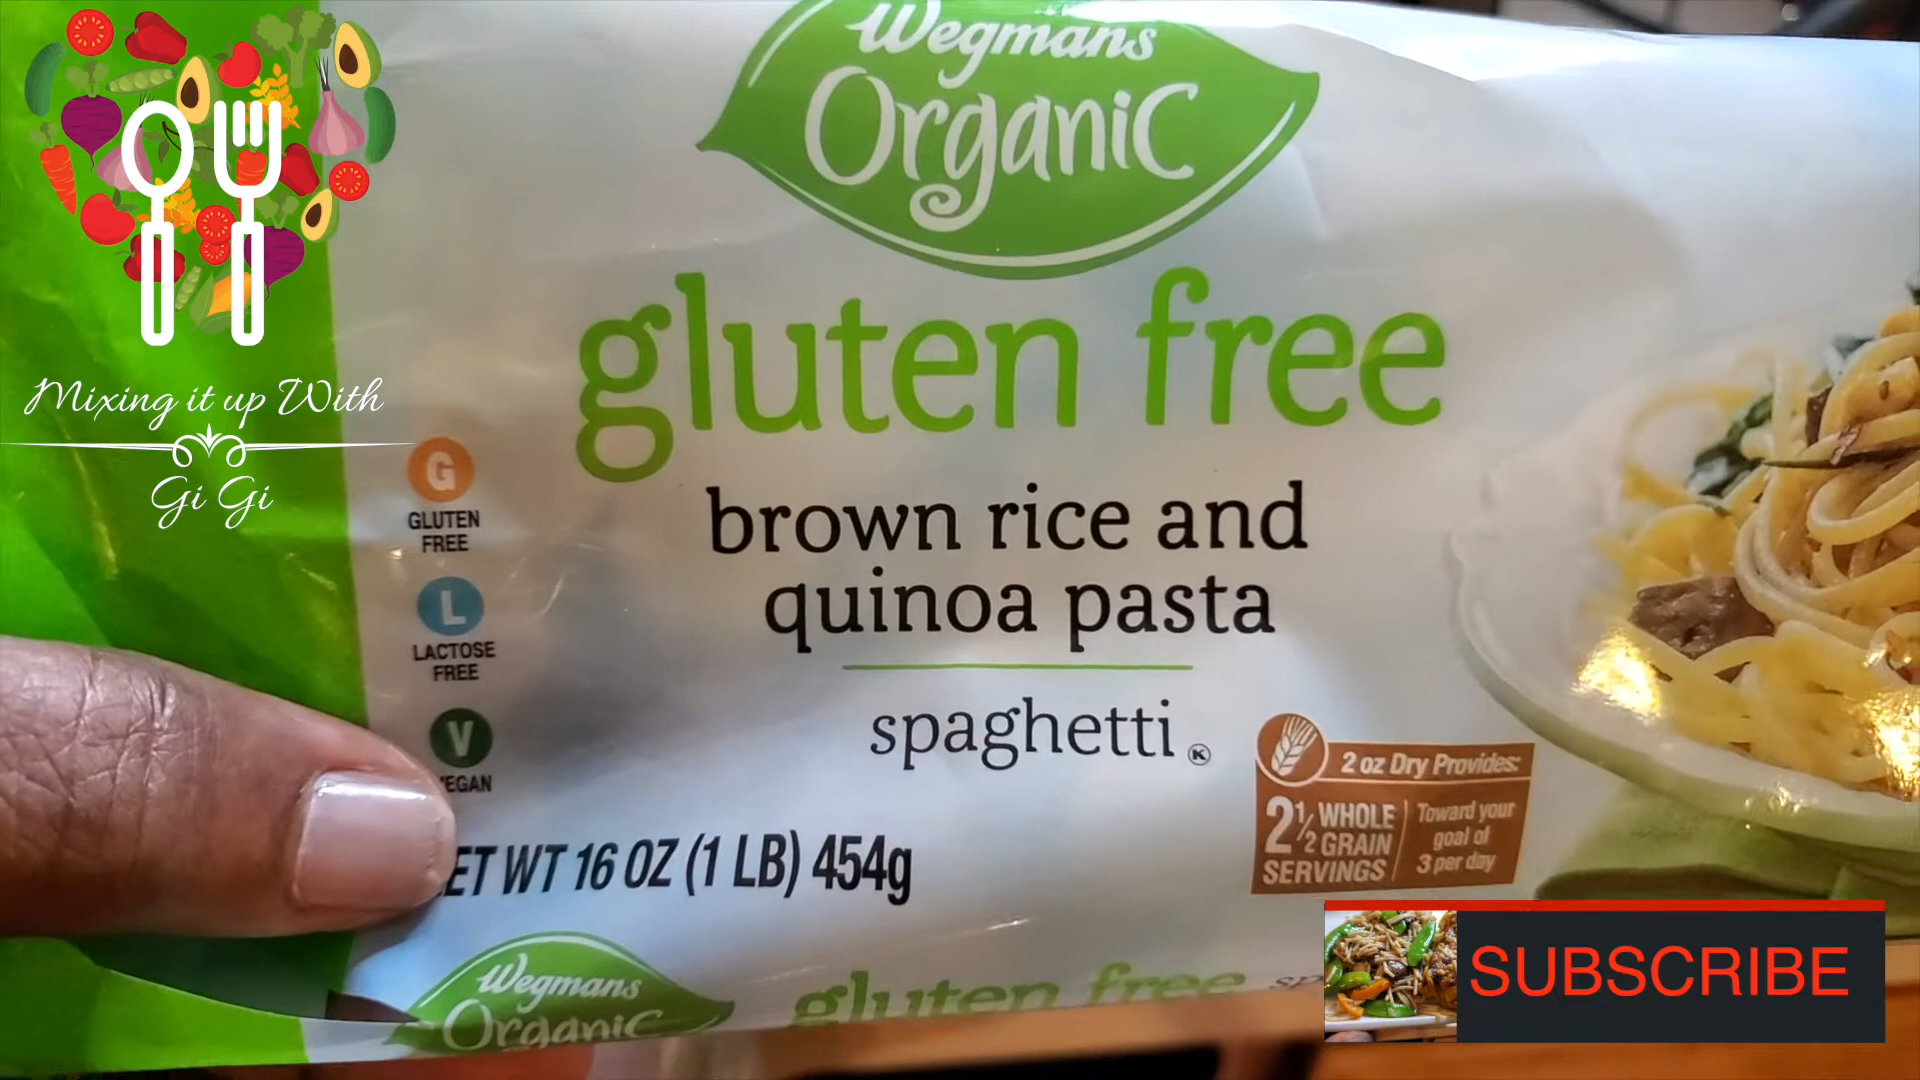 Wegmans
Organic
gluten free
brown rice and
quinoa pasta
spaghetti
K
Mixing it up With
Gi Gi
G
GLUTEN
FREE
L
LACTOSE
FREE
V
EGAN
ET WT 16 OZ (1 LB) 454g
2 oz Dry Provides:
2 1/2 WHOLE
GRAIN
SERVINGS
Toward your
goal of
3 per day
Wegmans
Organic
gluten free
SUBSCRIBE